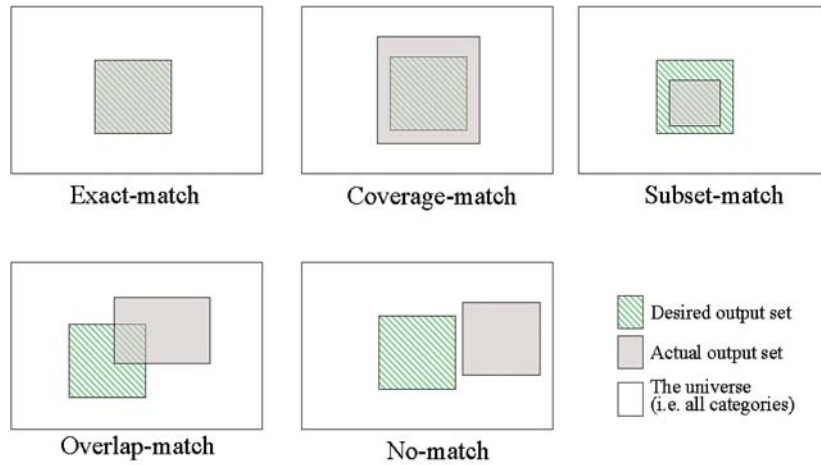 Exact-match
Coverage-match
Subset-match
Overlap-match
No-match
Desired output set
Actual output set
The universe
(i.e. all categories)